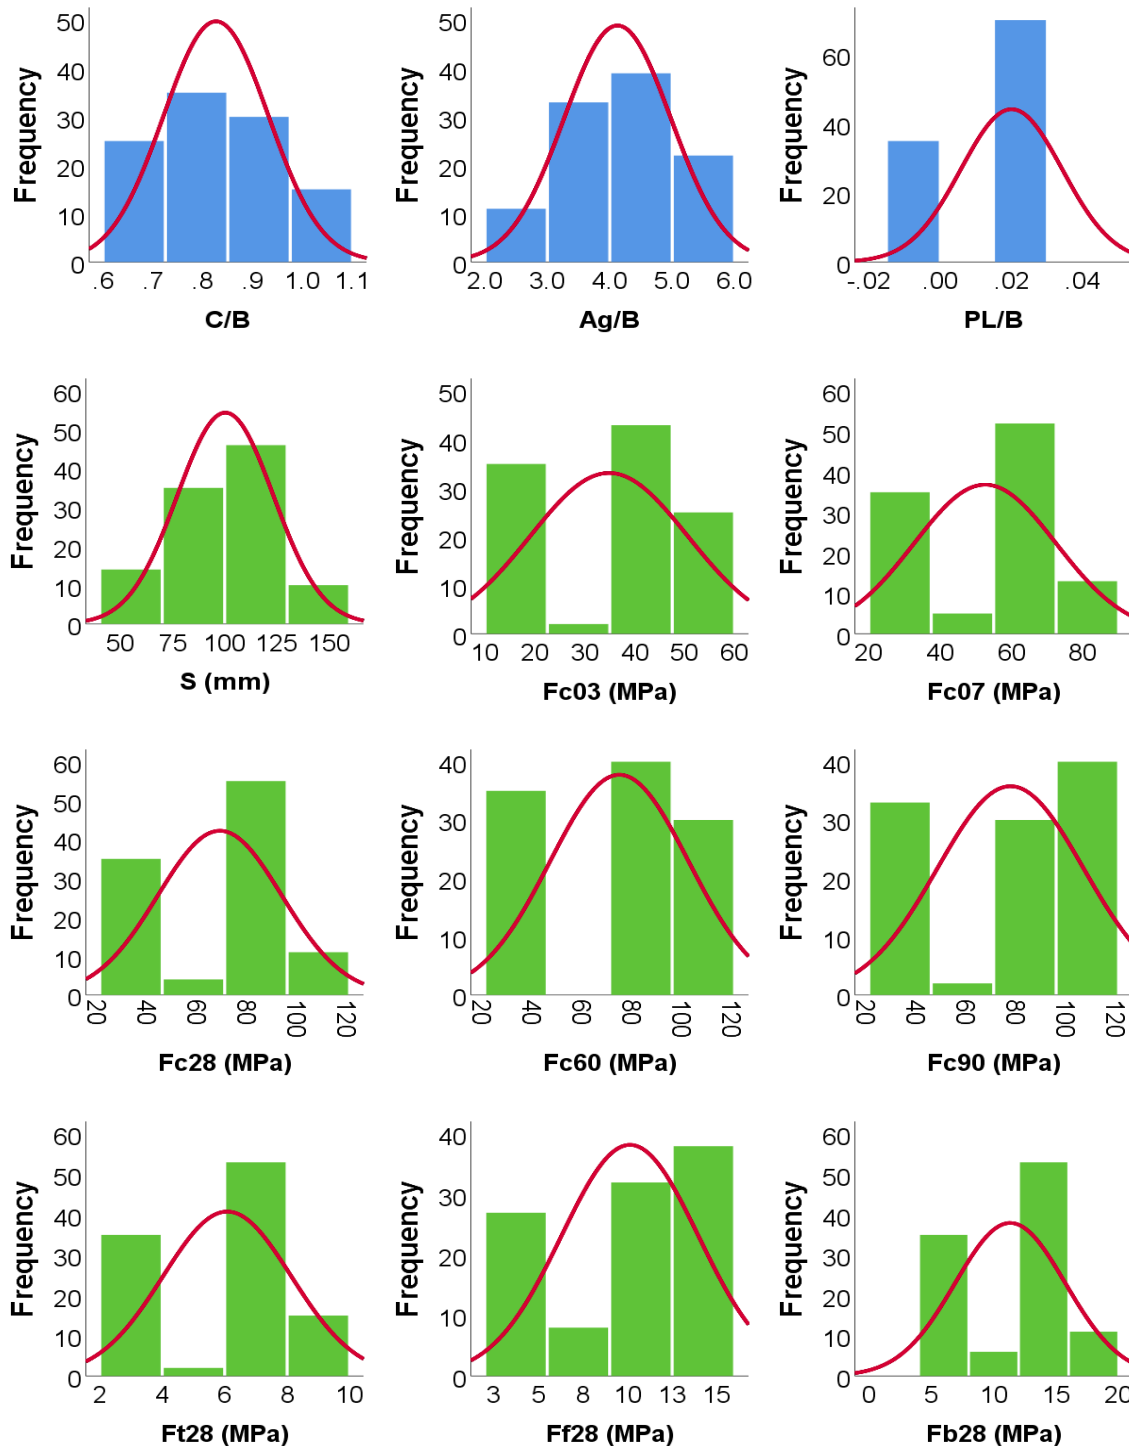 50
40
30
20
10
0
Frequency
.6 .7 .8 .9 1.0 1.1
C/B
50
40
30
20
10
0
Frequency
2.0 3.0 4.0 5.0 6.0
Ag/B
60
40
20
0
Frequency
-.02 .00 .02 .04
PL/B
60
50
40
30
20
10
0
Frequency
50 75 100 125 150
S (mm)
50
40
30
20
10
0
Frequency
10 20 30 40 50 60
Fc03 (MPa)
60
50
40
30
20
10
0
Frequency
20 40 60 80
Fc07 (MPa)
60
50
40
30
20
10
0
Frequency
20 40 60 80 100 120
Fc28 (MPa)
40
30
20
10
0
Frequency
20 40 60 80 100 120
Fc60 (MPa)
40
30
20
10
0
Frequency
20 40 60 80 100 120
Fc90 (MPa)
60
50
40
30
20
10
0
Frequency
2 4 6 8 10
Ft28 (MPa)
40
30
20
10
0
Frequency
3 5 8 10 13 15
Ff28 (MPa)
60
50
40
30
20
10
0
Frequency
0 5 10 15 20
Fb28 (MPa)